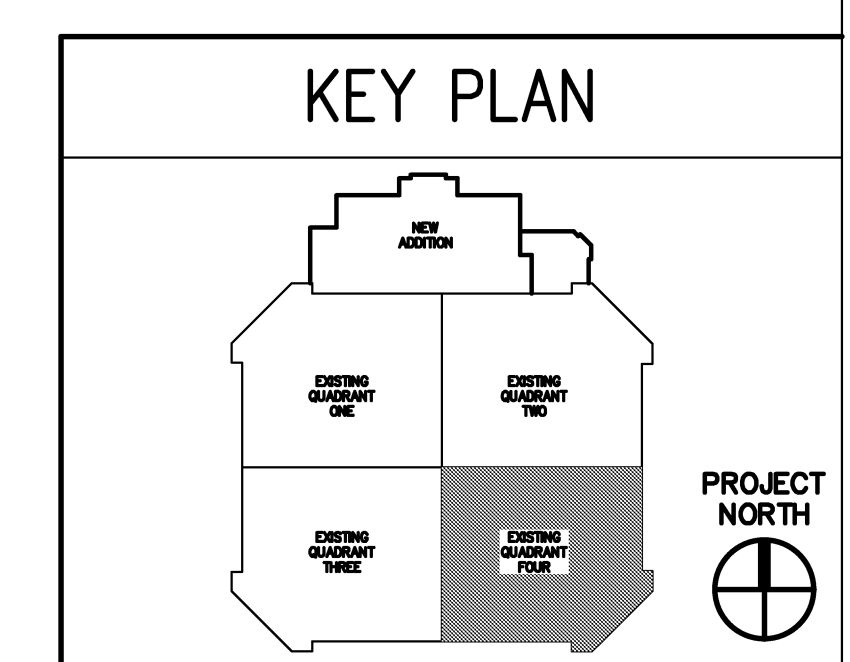 KEY PLAN
NEW
ADDITION
EXISTING
QUADRANT
ONE
EXISTING
QUADRANT
TWO
EXISTING
QUADRANT
THREE
EXISTING
QUADRANT
FOUR
PROJECT
NORTH